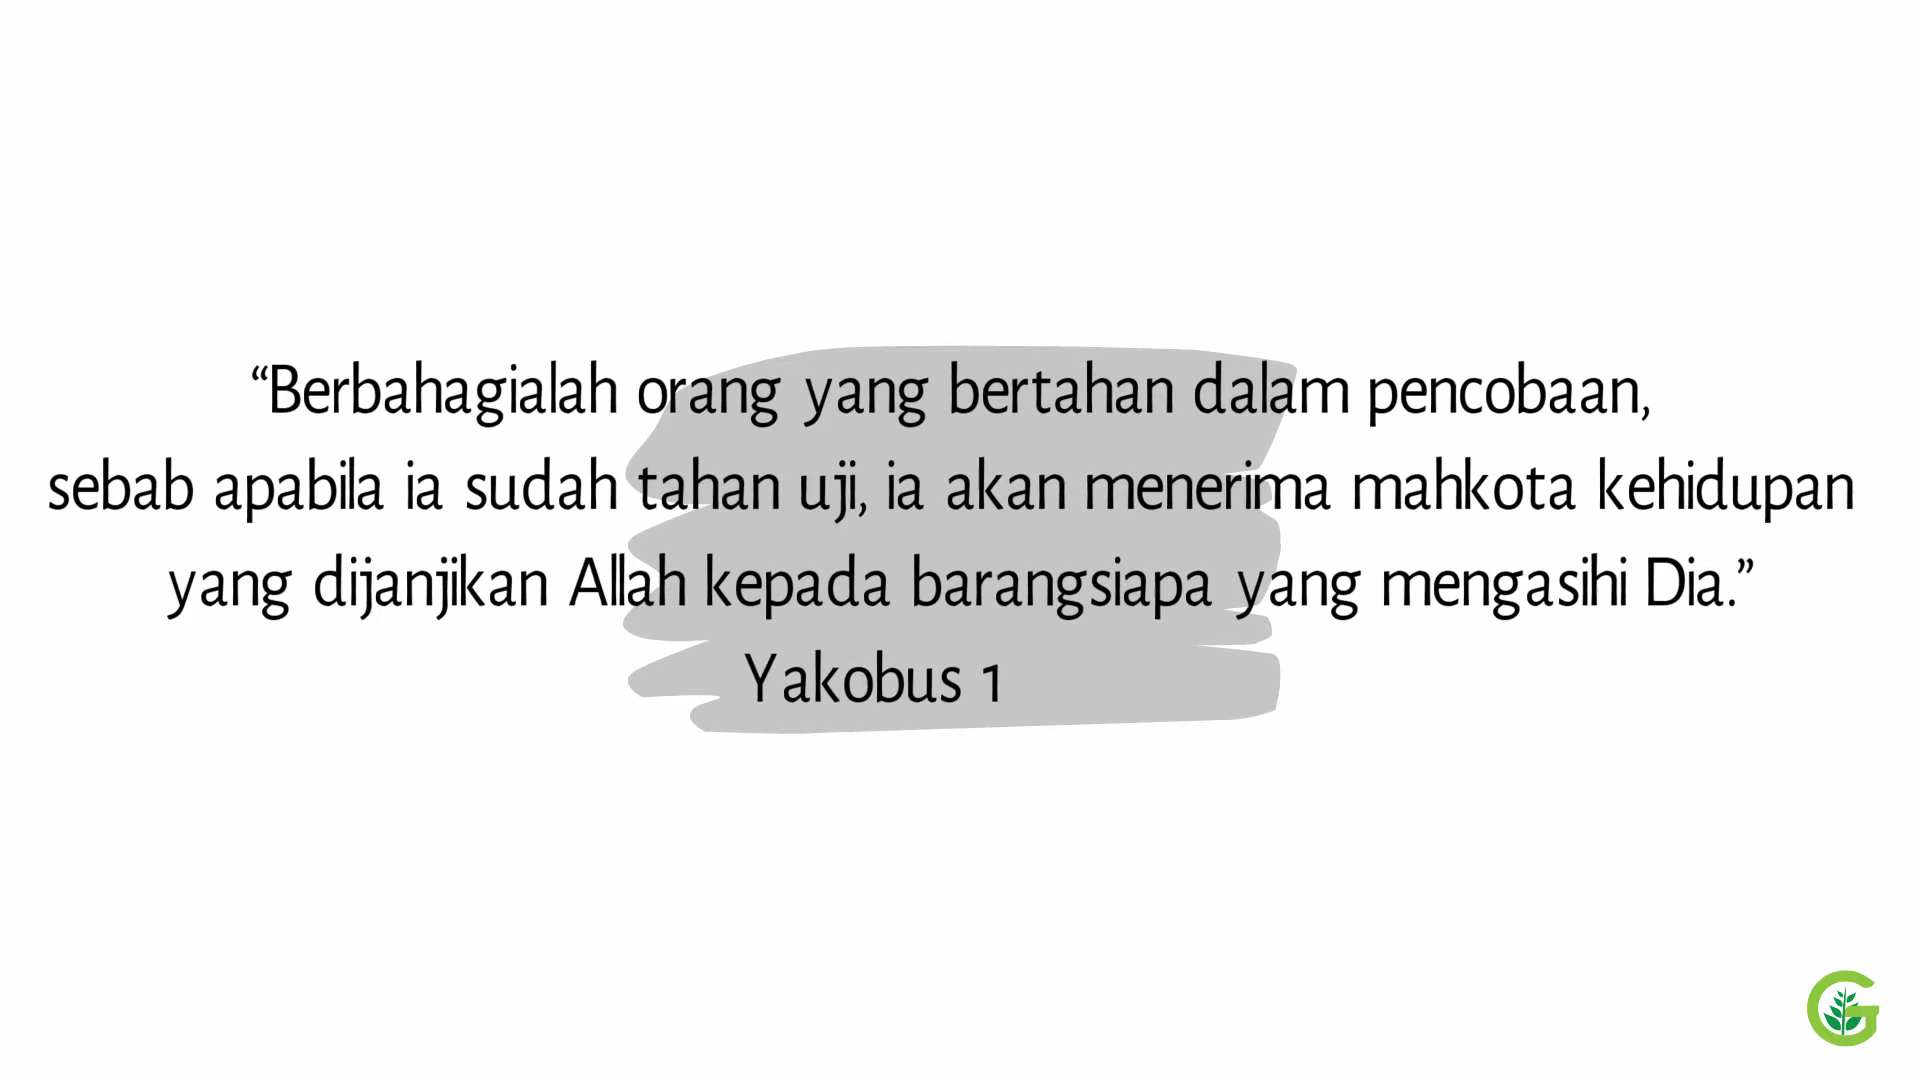 “Berbahagialah orang yang bertahan dalam pencobaan,
sebab apabila ia sudah tahan uji, ia akan menerima mahkota kehidupan
yang dijanjikan Allah kepada barangsiapa yang mengasihi Dia.”
Yakobus 1
G